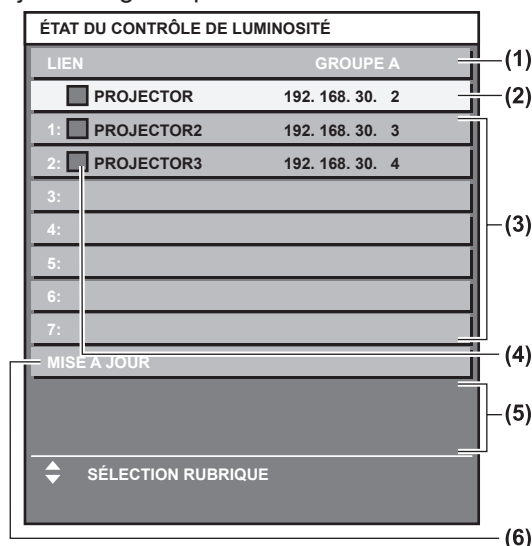 ÉTAT DU CONTRÔLE DE LUMINOSITÉ
LIEN GROUPE A (1)
PROJECTOR 192. 168. 30. 2 (2)
1: PROJECTOR2 192. 168. 30. 3
2: PROJECTOR3 192. 168. 30. 4
3:
(3)
4:
5:
6:
7:
(4)
MISE A JOUR
(5)
SÉLECTION RUBRIQUE
(6)